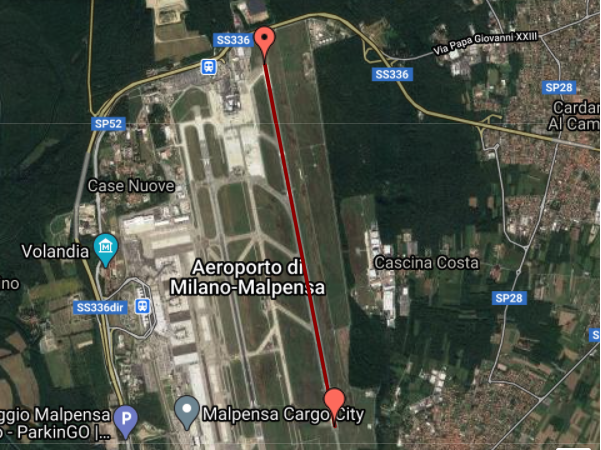 SS336
Via Papa Giovanni XXIII
SS336
SP28
Cardan
Al Cam
SP52
Case Nuove
Volandia
Aeroporto di
Milano-Malpensa
Cascina Costa
no
SS336dir
SP28
S
ggio Malpensa
o - ParkinGO |...
P
Malpensa Cargo City